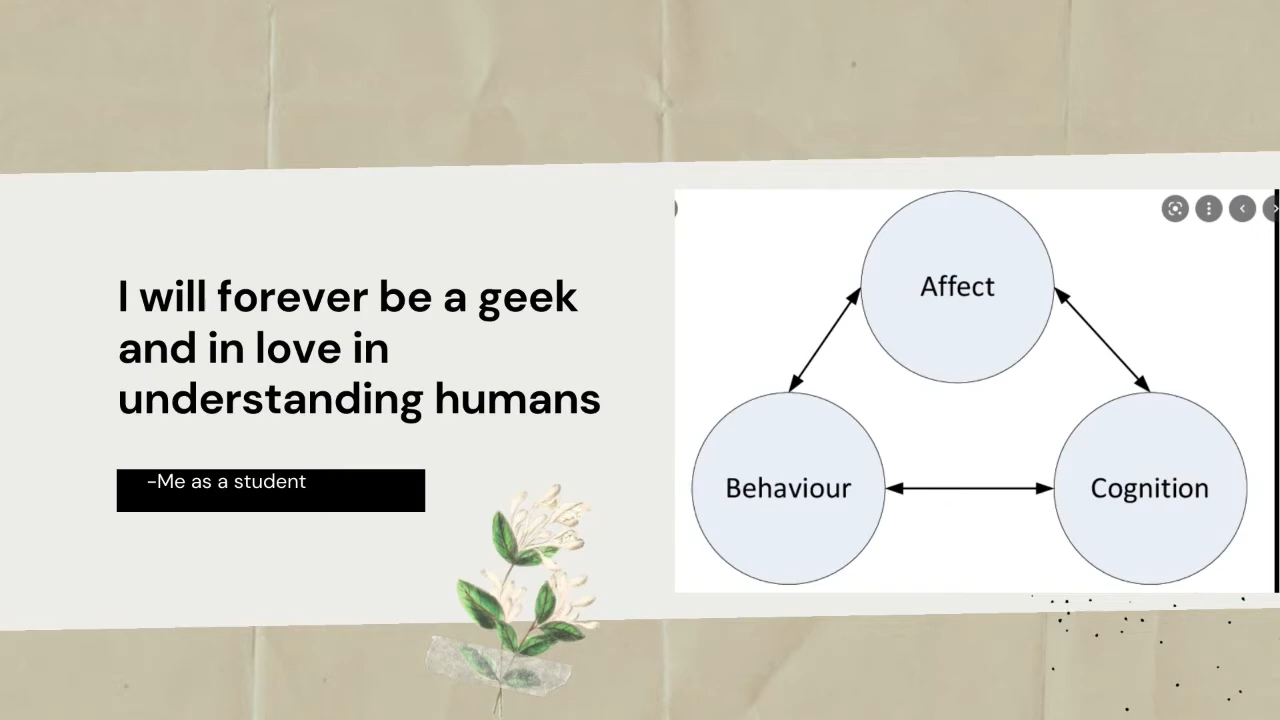 I will forever be a geek
and in love in
understanding humans
-Me as a student
Affect
Behaviour
Cognition